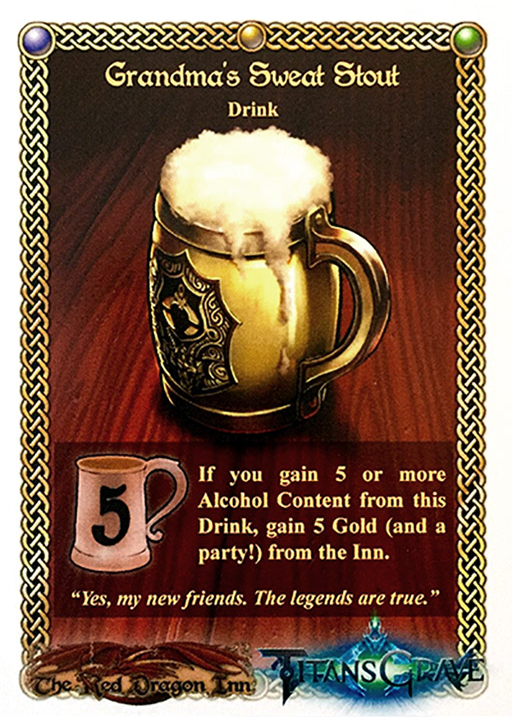 Grandma's Sweat Stout
Drink
5
If you gain 5 or more
Alcohol Content from this
Drink, gain 5 Gold (and a
party!) from the Inn.
"Yes, my new friends. The legends are true."
The Red Dragon Inn
TITANSGRAVE